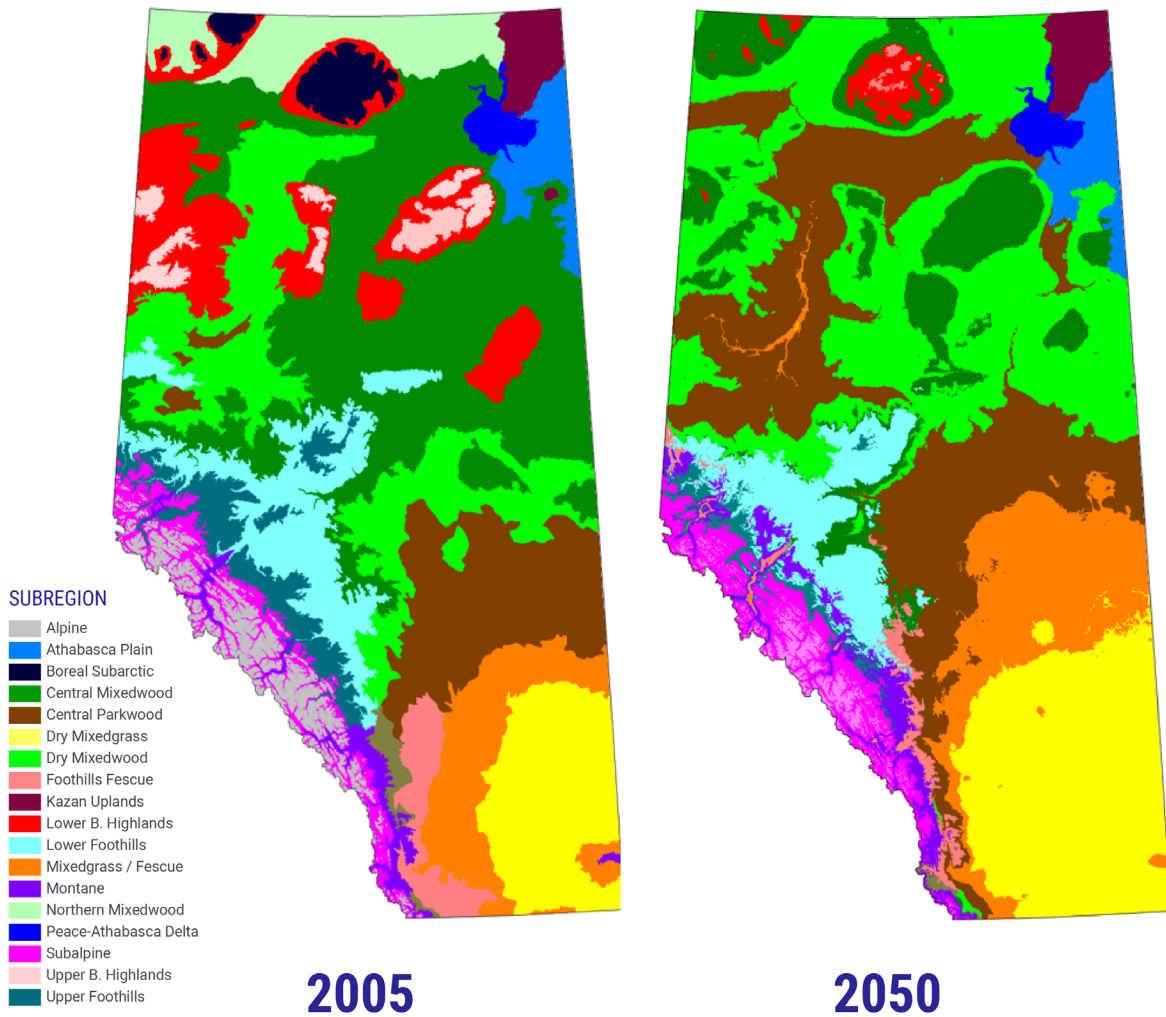 SUBREGION
Alpine
Athabasca Plain
Boreal Subarctic
Central Mixedwood
Central Parkwood
Dry Mixedgrass
Dry Mixedwood
Foothills Fescue
Kazan Uplands
Lower B. Highlands
Lower Foothills
Mixedgrass / Fescue
Montane
Northern Mixedwood
Peace-Athabasca Delta
Subalpine
Upper B. Highlands
Upper Foothills
2005
2050